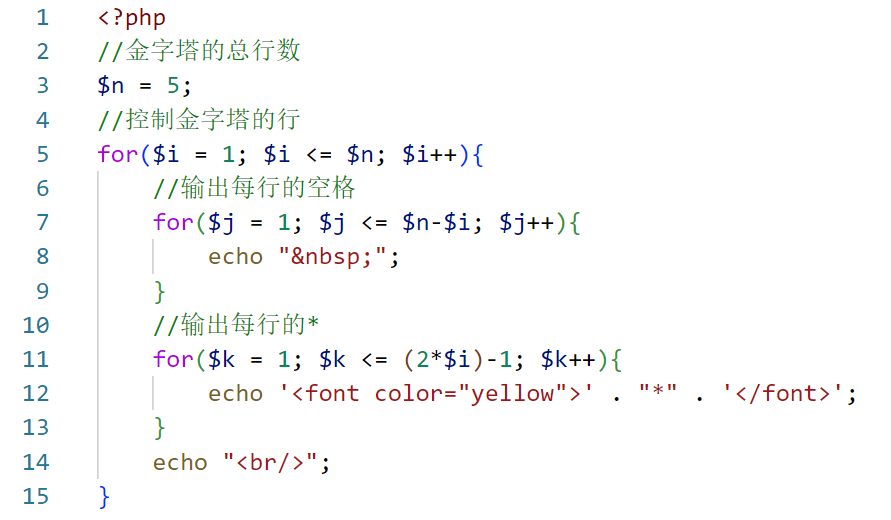 1 <?php
2 //金字塔的总行数
3 $n = 5;
4 //控制金字塔的行
5 for($i = 1; $i <= $n; $i++){
6     //输出每行的空格
7     for($j = 1; $j <= $n-$i; $j++){
8         echo "&nbsp;";
9     }
10     //输出每行的*
11     for($k = 1; $k <= (2*$i)-1; $k++){
12         echo '<font color="yellow">' . "*" . '</font>';
13     }
14     echo "<br/>";
15 }